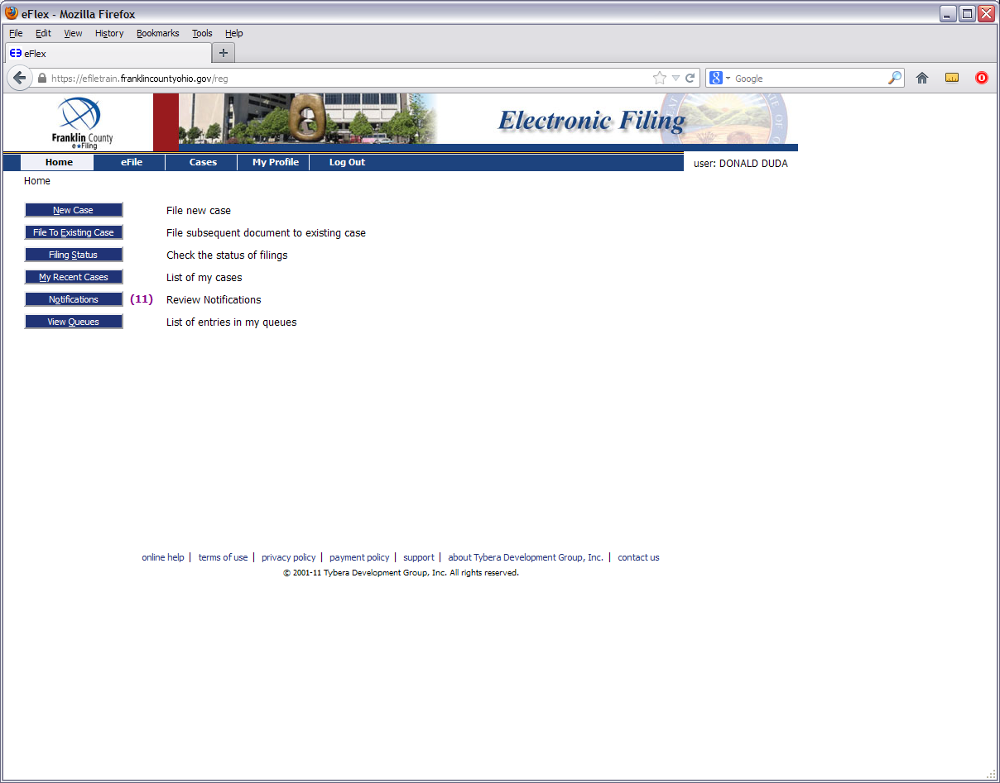 eFlex - Mozilla Firefox
File Edit View History Bookmarks Tools Help
eFlex
https://efiletrain.franklincountyohio.gov/reg
Google
Franklin County
e★Filing
Electronic Filing
Home eFile Cases My Profile Log Out user: DONALD DUDA
Home
New Case File new case
File To Existing Case File subsequent document to existing case
Filing Status Check the status of filings
My Recent Cases List of my cases
Notifications (11) Review Notifications
View Queues List of entries in my queues
online help | terms of use | privacy policy | payment policy | support | about Tybera Development Group, Inc. | contact us
© 2001-11 Tybera Development Group, Inc. All rights reserved.